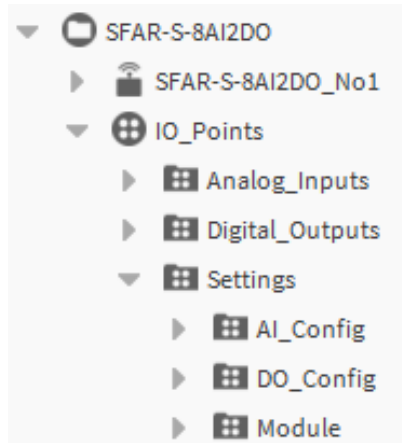 SFAR-S-8AI2DO
SFAR-S-8AI2DO_No1
IO_Points
Analog_Inputs
Digital_Outputs
Settings
AI_Config
DO_Config
Module